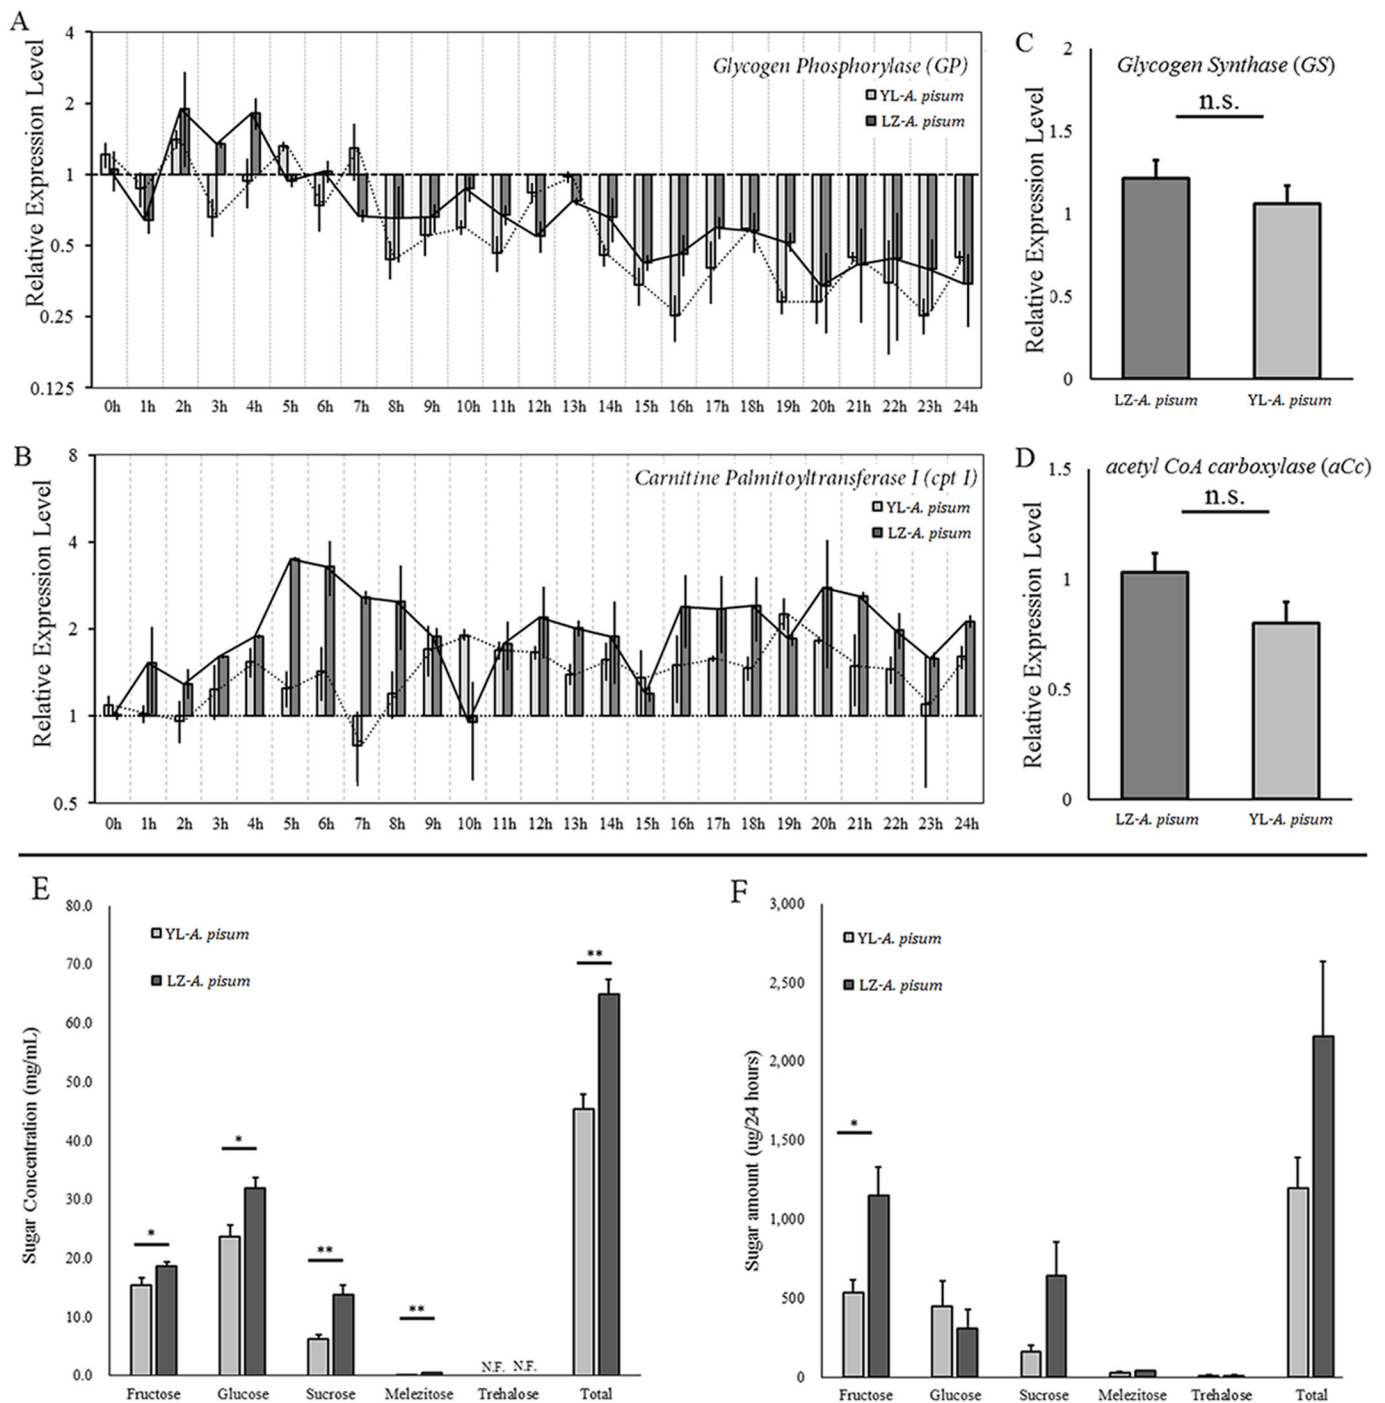 A
Relative Expression Level
4
2
1
0.5
0.25
0.125
Glycogen Phosphorylase (GP)
YL-A. pisum
LZ-A. pisum
0h 1h 2h 3h 4h 5h 6h 7h 8h 9h 10h 11h 12h 13h 14h 15h 16h 17h 18h 19h 20h 21h 22h 23h 24h
C
Relative Expression Level
2
1.5
1
0.5
0
Glycogen Synthase (GS)
n.s.
LZ-A. pisum YL-A. pisum
B
Relative Expression Level
8
4
2
1
0.5
Carnitine Palmitoyltransferase I (cpt I)
YL-A. pisum
LZ-A. pisum
0h 1h 2h 3h 4h 5h 6h 7h 8h 9h 10h 11h 12h 13h 14h 15h 16h 17h 18h 19h 20h 21h 22h 23h 24h
D
Relative Expression Level
1.5
1
0.5
0
acetyl CoA carboxylase (aCc)
n.s.
LZ-A. pisum YL-A. pisum
E
Sugar Concentration (mg/mL)
80.0
70.0
60.0
50.0
40.0
30.0
20.0
10.0
0.0
YL-A. pisum
LZ-A. pisum
*
*
**
**
N.F. N.F.
**
Fructose Glucose Sucrose Melezitose Trehalose Total
F
Sugar amount (ug/24 hours)
3,000
2,500
2,000
1,500
1,000
500
0
YL-A. pisum
LZ-A. pisum
*
Fructose Glucose Sucrose Melezitose Trehalose Total